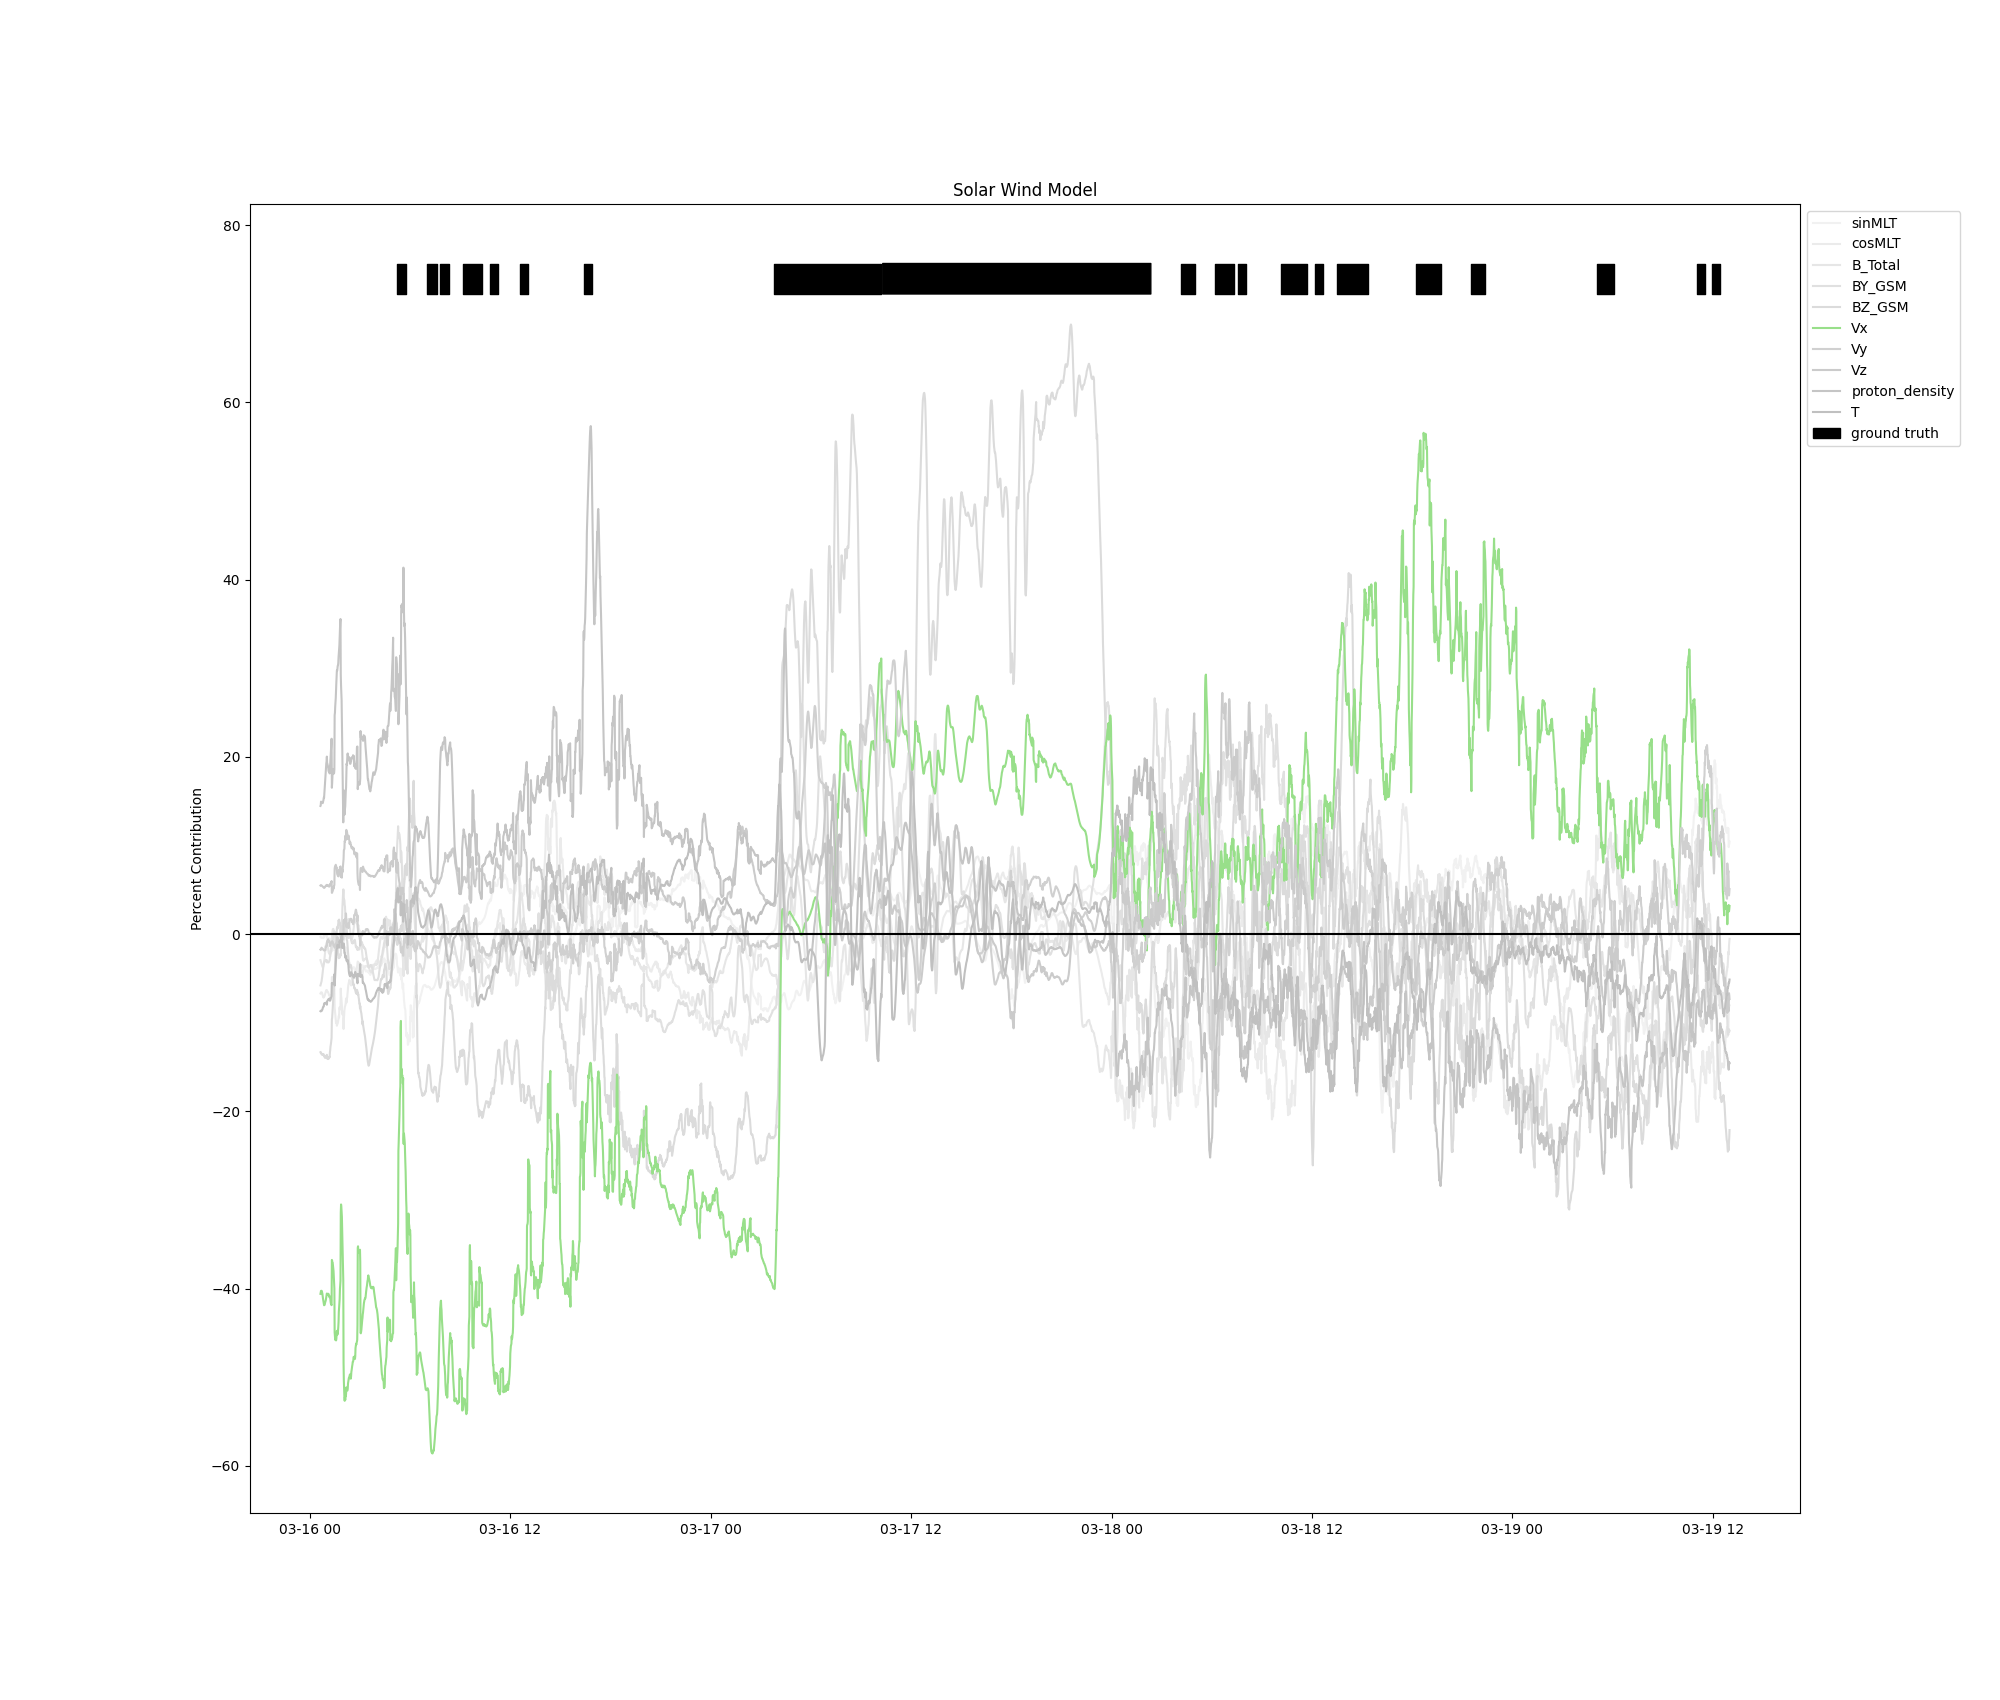 Solar Wind Model
80
60
40
20
0
−20
−40
−60
Percent Contribution
03-16 00
03-16 12
03-17 00
03-17 12
03-18 00
03-18 12
03-19 00
03-19 12
sinMLT
cosMLT
B_Total
BY_GSM
BZ_GSM
Vx
Vy
Vz
proton_density
T
ground truth